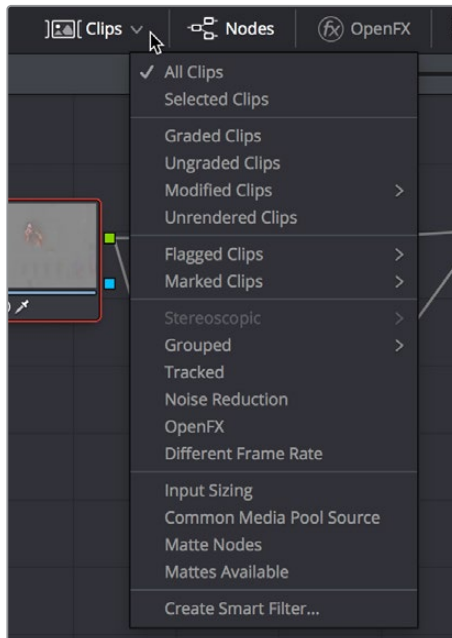 Clips Nodes OpenFX
All Clips
Selected Clips
Graded Clips
Ungraded Clips
Modified Clips
Unrendered Clips
Flagged Clips
Marked Clips
Stereoscopic
Grouped
Tracked
Noise Reduction
OpenFX
Different Frame Rate
Input Sizing
Common Media Pool Source
Matte Nodes
Mattes Available
Create Smart Filter...